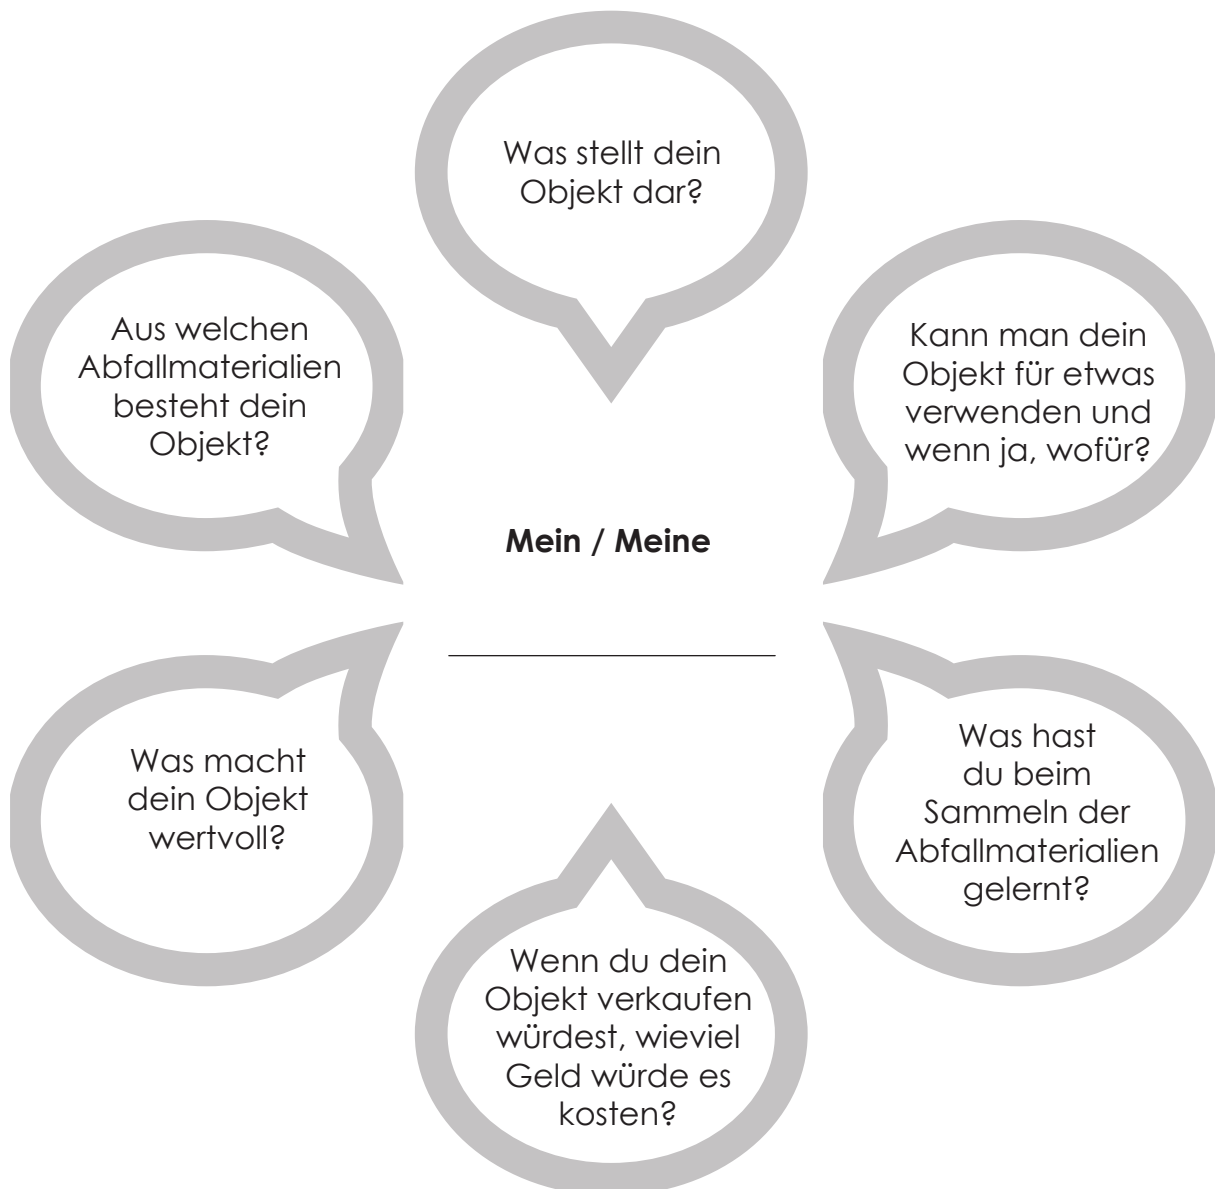 Was stellt dein
Objekt dar?
Aus welchen
Abfallmaterialien
besteht dein
Objekt?
Kann man dein
Objekt für etwas
verwenden und
wenn ja, wofür?
Mein / Meine
Was macht
dein Objekt
wertvoll?
Was hast
du beim
Sammeln der
Abfallmaterialien
gelernt?
Wenn du dein
Objekt verkaufen
würdest, wieviel
Geld würde es
kosten?